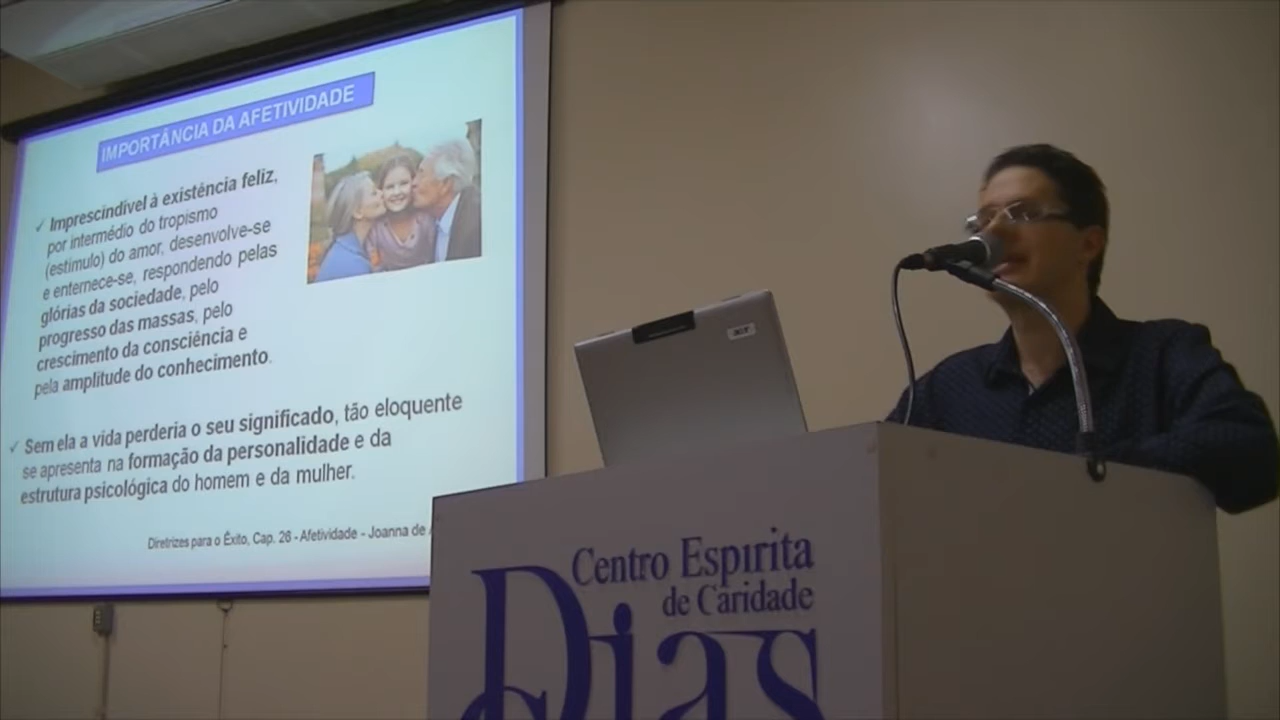 IMPORTÂNCIA DA AFETIVIDADE
✓ Imprescindível à existência feliz,
por intermédio do tropismo
(estímulo) do amor, desenvolve-se
e enternece-se, respondendo pelas
glórias da sociedade, pelo
progresso das massas, pelo
crescimento da consciência e
pela amplitude do conhecimento.
✓ Sem ela a vida perderia o seu significado, tão eloquente
se apresenta na formação da personalidade e da
estrutura psicológica do homem e da mulher.
Diretrizes para o Êxito, Cap. 26 - Afetividade - Joanna de
acer
Centro Espírita
de Caridade
Dias